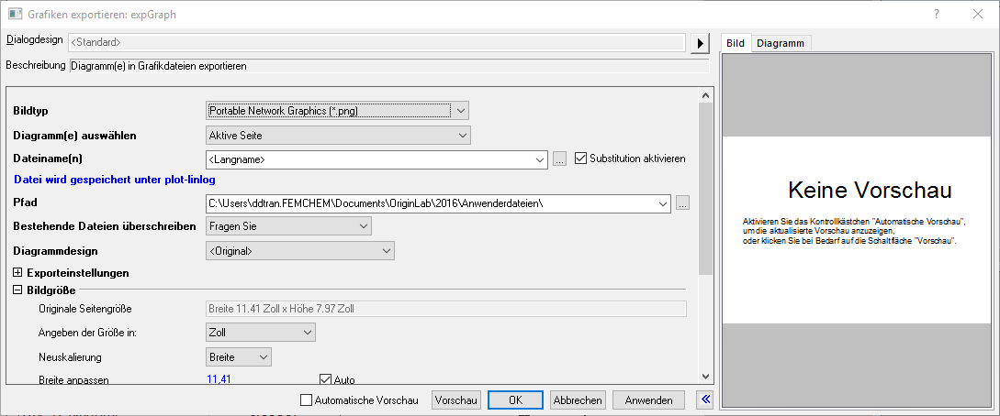 Grafiken exportieren: expGraph
Dialogdesign <Standard>
Beschreibung Diagramm(e) in Grafikdateien exportieren
Bildtyp Portable Network Graphics (*.png)
Diagramm(e) auswählen Aktive Seite
Dateiname(n) <Langname> ... Substitution aktivieren
Datei wird gespeichert unter plot-linlog
Pfad C:\Users\ddtran.FEMCHEM\Documents\OriginLab\2016\Anwenderdateien\ ...
Bestehende Dateien überschreiben Fragen Sie
Diagrammdesign <Original>
Exporteinstellungen
Bildgröße
Originale Seitengröße Breite 11.41 Zoll x Höhe 7.97 Zoll
Angeben der Größe in: Zoll
Neuskalierung Breite
Breite anpassen 11,41 Auto
Automatische Vorschau Vorschau OK Abbrechen Anwenden
Bild Diagramm
Keine Vorschau
Aktivieren Sie das Kontrollkästchen "Automatische Vorschau",
um die aktualisierte Vorschau anzuzeigen,
oder klicken Sie bei Bedarf auf die Schaltfläche "Vorschau".